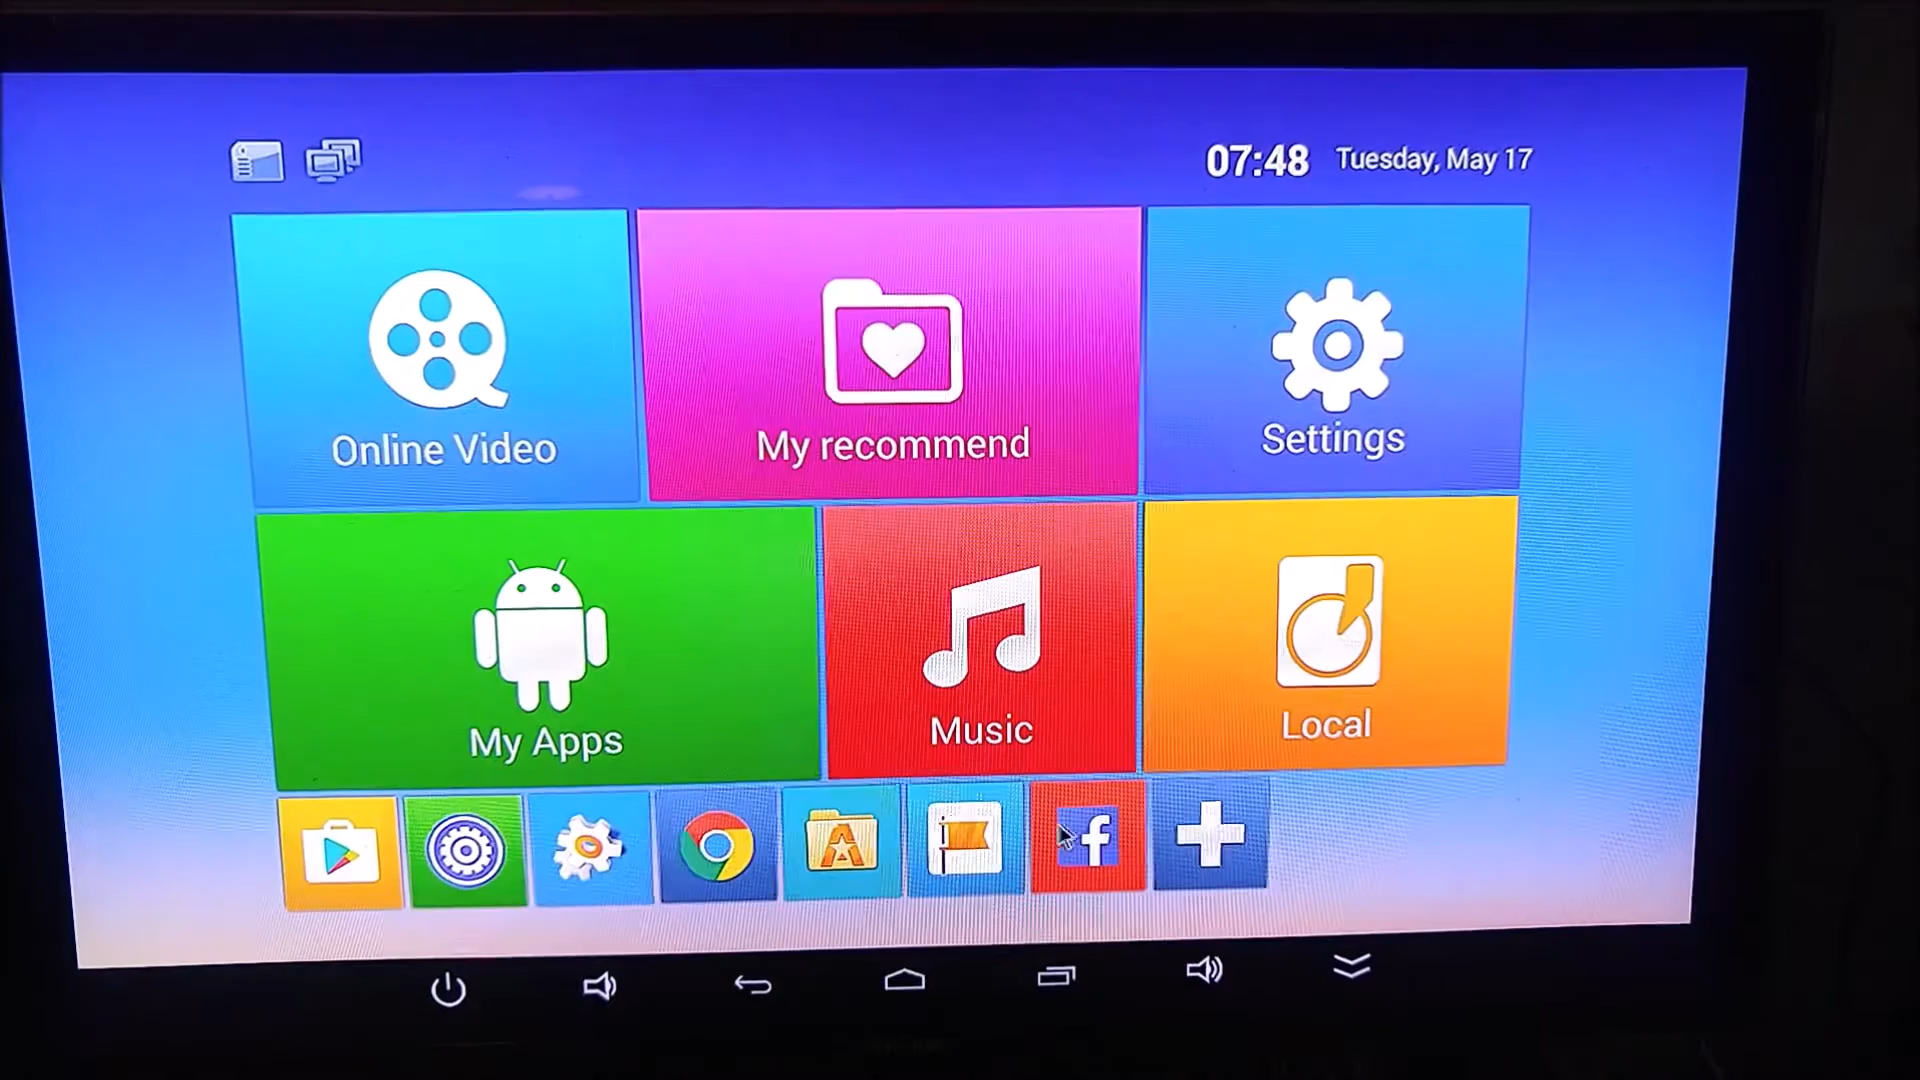 07:48 Tuesday, May 17
Online Video
My recommend
Settings
My Apps
Music
Local